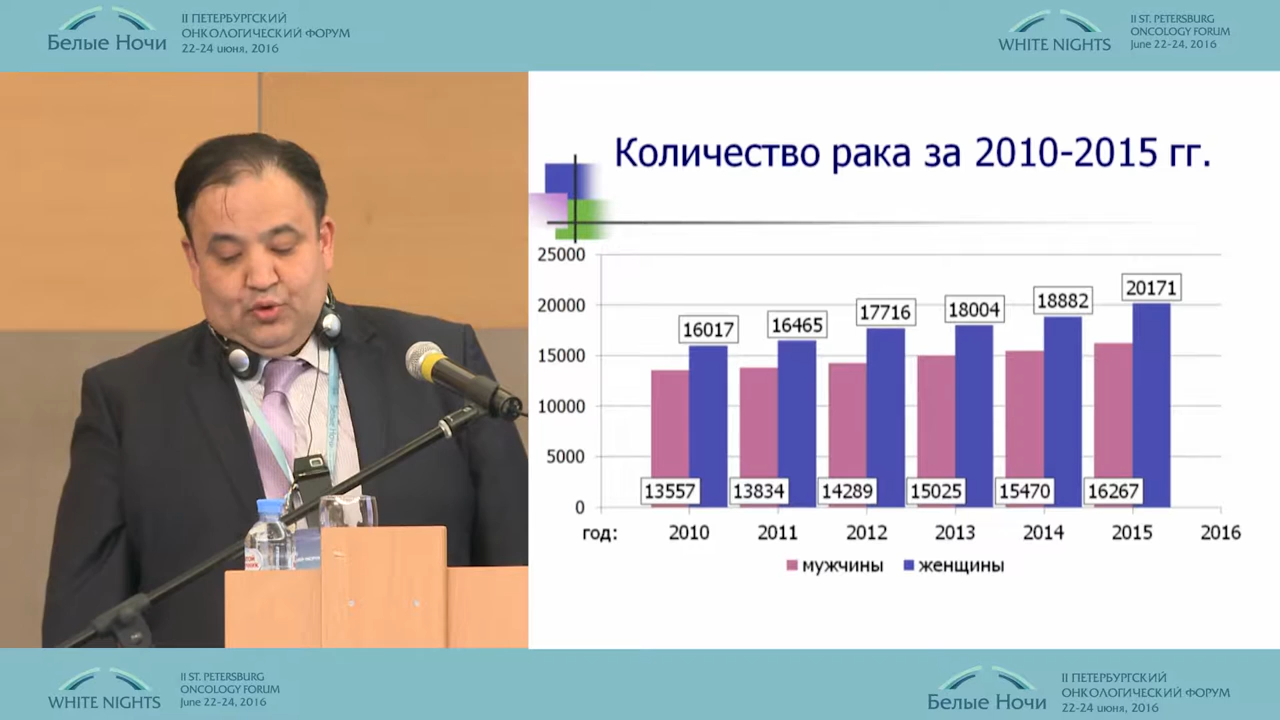 Белые Ночи
II ПЕТЕРБУРГСКИЙ
ОНКОЛОГИЧЕСКИЙ ФОРУМ
22-24 июня, 2016
WHITE NIGHTS
II ST. PETERSBURG
ONCOLOGY FORUM
June 22-24, 2016
Количество рака за 2010-2015 гг.
25000
20000
15000
10000
5000
0
16017
16465
17716
18004
18882
20171
13557
13834
14289
15025
15470
16267
год: 2010 2011 2012 2013 2014 2015 2016
мужчины женщины
WHITE NIGHTS
II ST. PETERSBURG
ONCOLOGY FORUM
June 22-24, 2016
Белые Ночи
II ПЕТЕРБУРГСКИЙ
ОНКОЛОГИЧЕСКИЙ ФОРУМ
22-24 июня, 2016